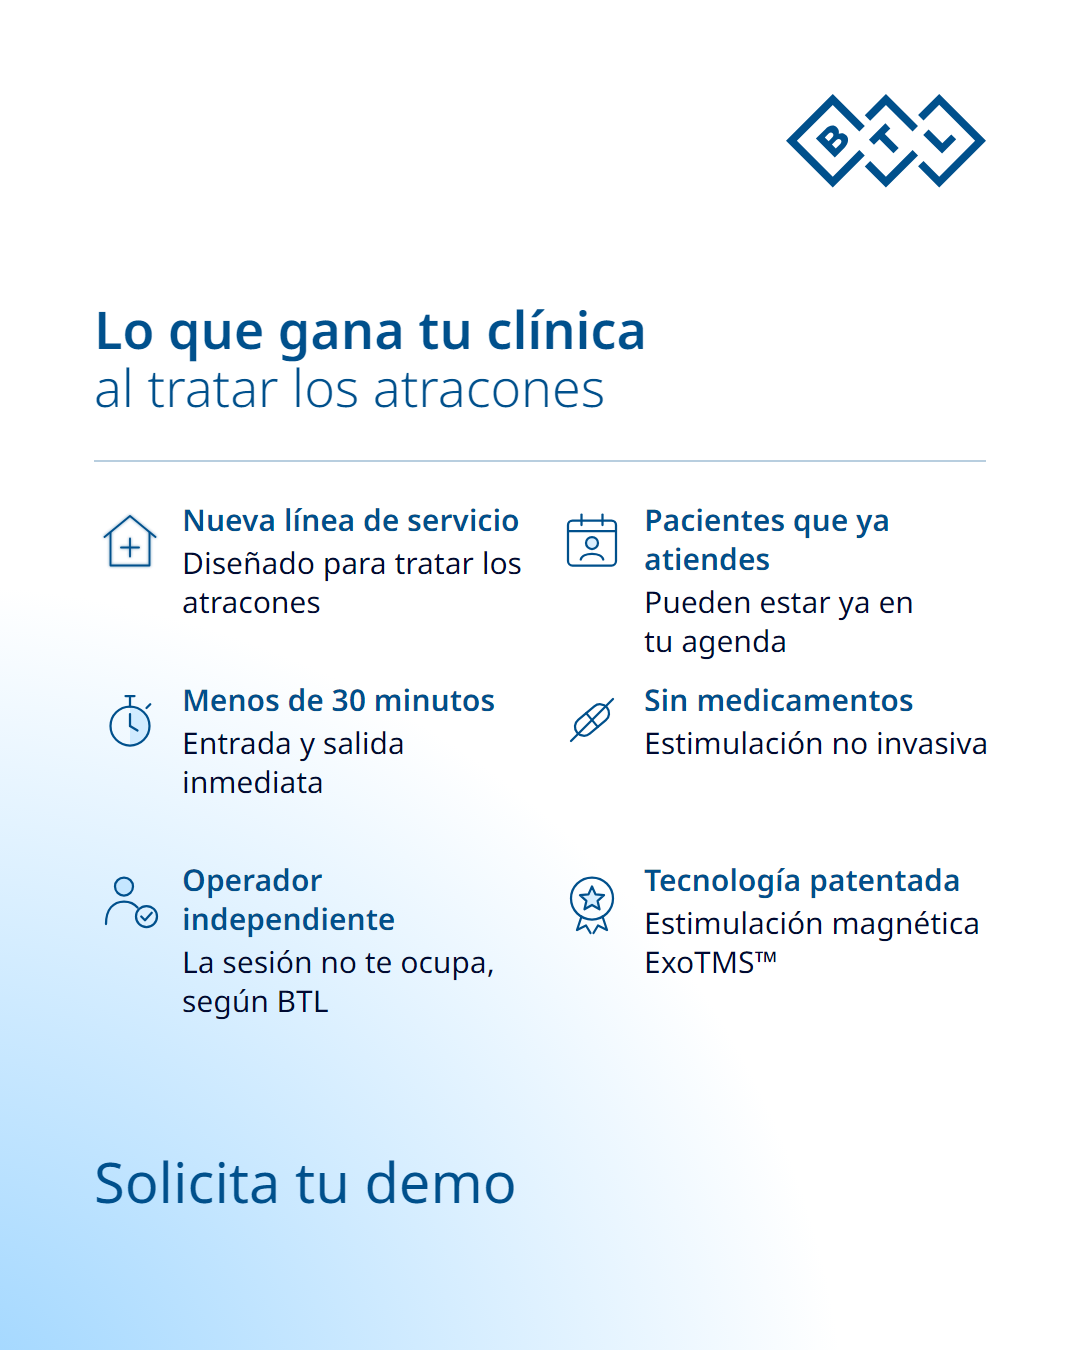 BTL
Lo que gana tu clínica
al tratar los atracones
Nueva línea de servicio
Diseñado para tratar los
atracones
Pacientes que ya
atiendes
Pueden estar ya en
tu agenda
Menos de 30 minutos
Entrada y salida
inmediata
Sin medicamentos
Estimulación no invasiva
Operador
independiente
La sesión no te ocupa,
según BTL
Tecnología patentada
Estimulación magnética
ExoTMS™
Solicita tu demo